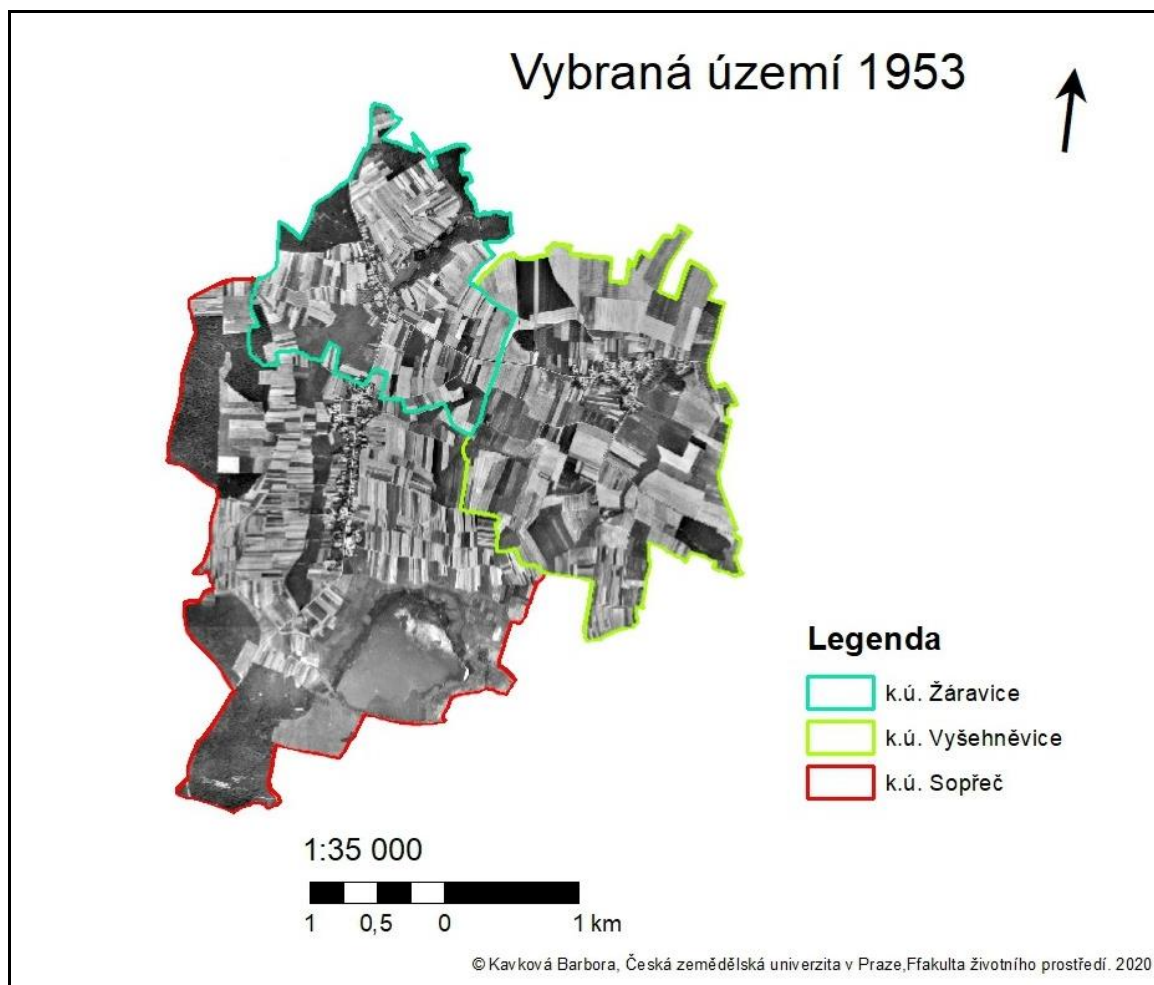 Vybraná území 1953
Legenda
k.ú. Žáravice
k.ú. Vyšehněvice
k.ú. Sopřeč
1:35 000
1 0,5 0 1 km
© Kavková Barbora, Česká zemědělská univerzita v Praze,Ffakulta životního prostředí. 2020